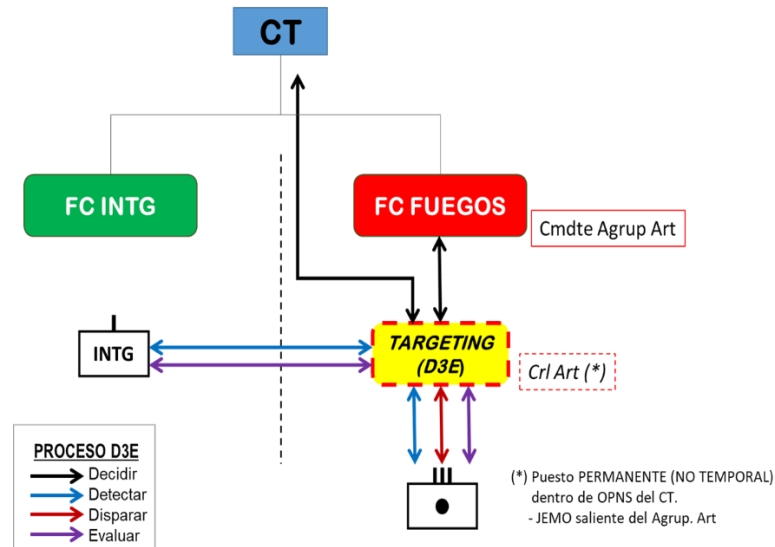 CT
FC INTG
FC FUEGOS
Cmdte Agrup Art
INTG
TARGETING
(D3E)
Crl Art (*)
PROCESO D3E
Decidir
Detectar
Disparar
Evaluar
(*) Puesto PERMANENTE (NO TEMPORAL)
dentro de OPNS del CT.
- JEMO saliente del Agrup. Art